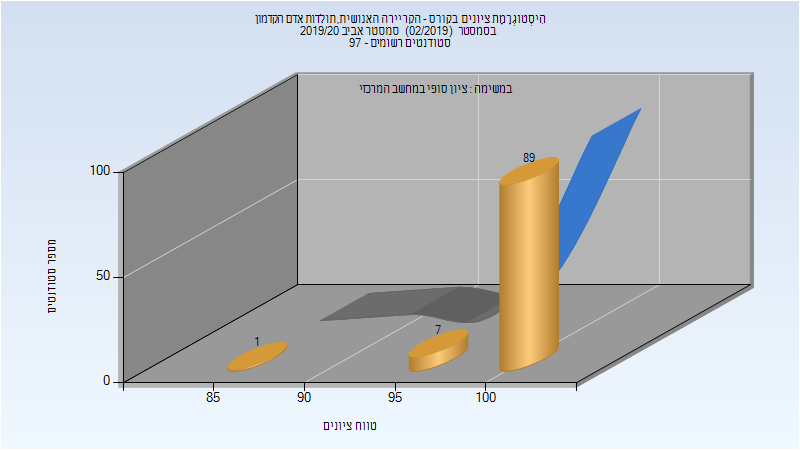 היסטוגרמת ציונים בקורס - הקריירה האנושית,תולדות אדם הקדמון
בסמסטר (02/2019) סמסטר אביב 2019/20
סטודנטים רשומים - 97
במשימה : ציון סופי במחשב המרכזי
מספר סטודנטים
100
50
0
1
7
89
85
90
95
100
טווח ציונים